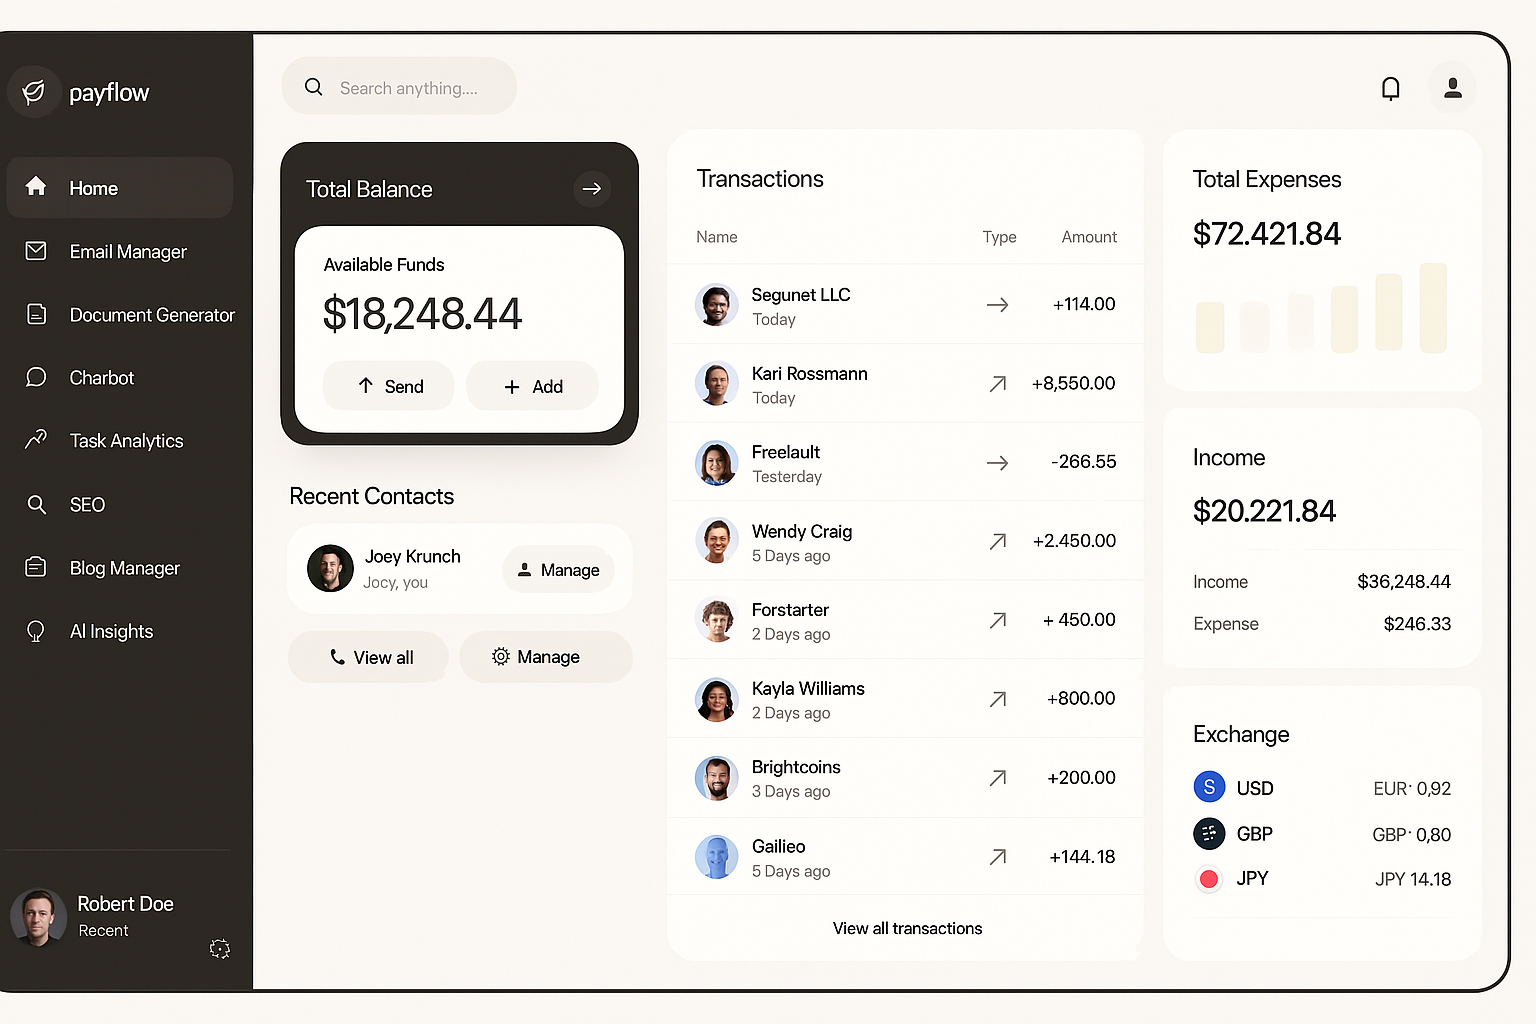 payflow
Home
Email Manager
Document Generator
Charbot
Task Analytics
SEO
Blog Manager
AI Insights
Robert Doe
Recent
Search anything....
Total Balance
Available Funds
$18,248.44
Send
Add
Recent Contacts
Joey Krunch
Jocy, you
Manage
View all
Manage
Transactions
Name Type Amount
Segunet LLC
Today
+114.00
Kari Rossmann
Today
+8,550.00
Freelault
Testerday
-266.55
Wendy Craig
5 Days ago
+2.450.00
Forstarter
2 Days ago
+ 450.00
Kayla Williams
2 Days ago
+800.00
Brightcoins
3 Days ago
+200.00
Gailieo
5 Days ago
+144.18
View all transactions
Total Expenses
$72.421.84
Income
$20.221.84
Income $36,248.44
Expense $246.33
Exchange
S USD EUR· 0,92
GBP GBP· 0,80
JPY JPY 14.18